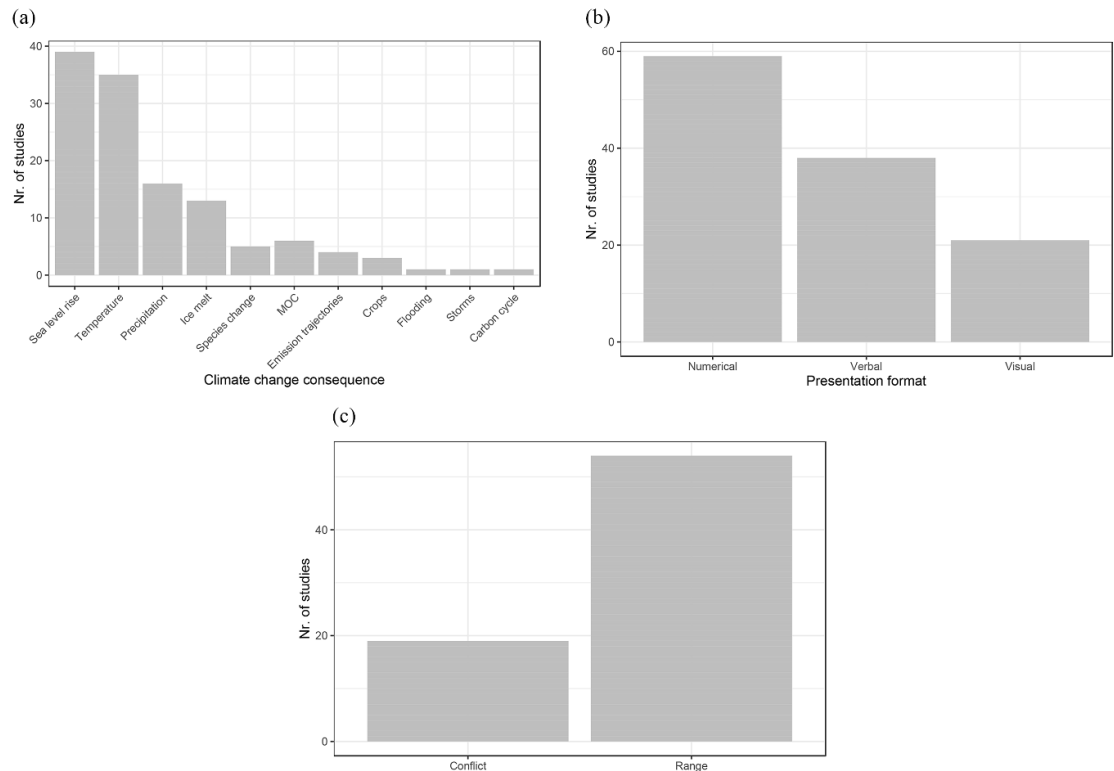 (a)
40
30
20
10
0
Nr. of studies
Sea level rise
Temperature
Precipitation
Ice melt
Species change
MOC
Emission trajectories
Crops
Flooding
Storms
Carbon cycle
Climate change consequence
(b)
60
40
20
0
Nr. of studies
Numerical
Verbal
Visual
Presentation format
(c)
40
20
0
Nr. of studies
Conflict
Range